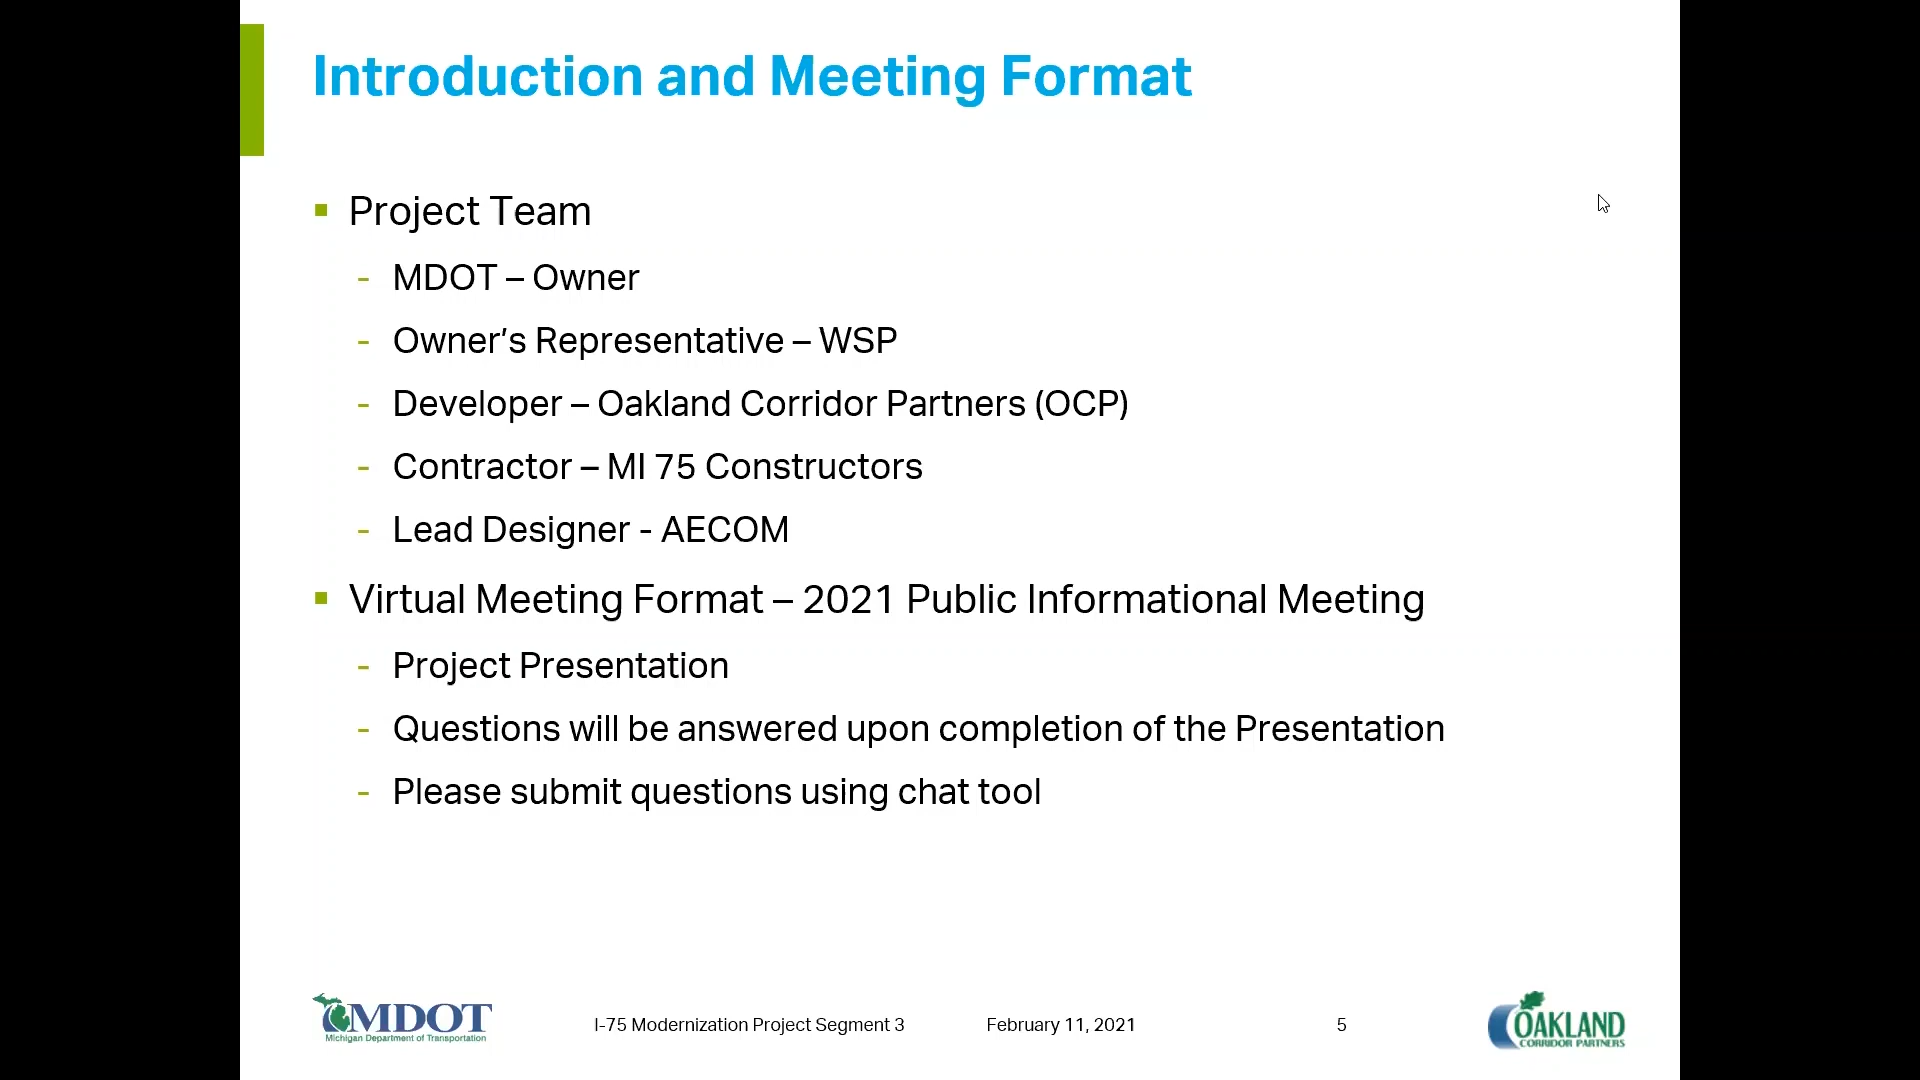 Introduction and Meeting Format
▪ Project Team
- MDOT – Owner
- Owner’s Representative – WSP
- Developer – Oakland Corridor Partners (OCP)
- Contractor – MI 75 Constructors
- Lead Designer - AECOM
▪ Virtual Meeting Format – 2021 Public Informational Meeting
- Project Presentation
- Questions will be answered upon completion of the Presentation
- Please submit questions using chat tool
MDOT
Michigan Department of Transportation
I-75 Modernization Project Segment 3
February 11, 2021
5
OAKLAND
CORRIDOR PARTNERS